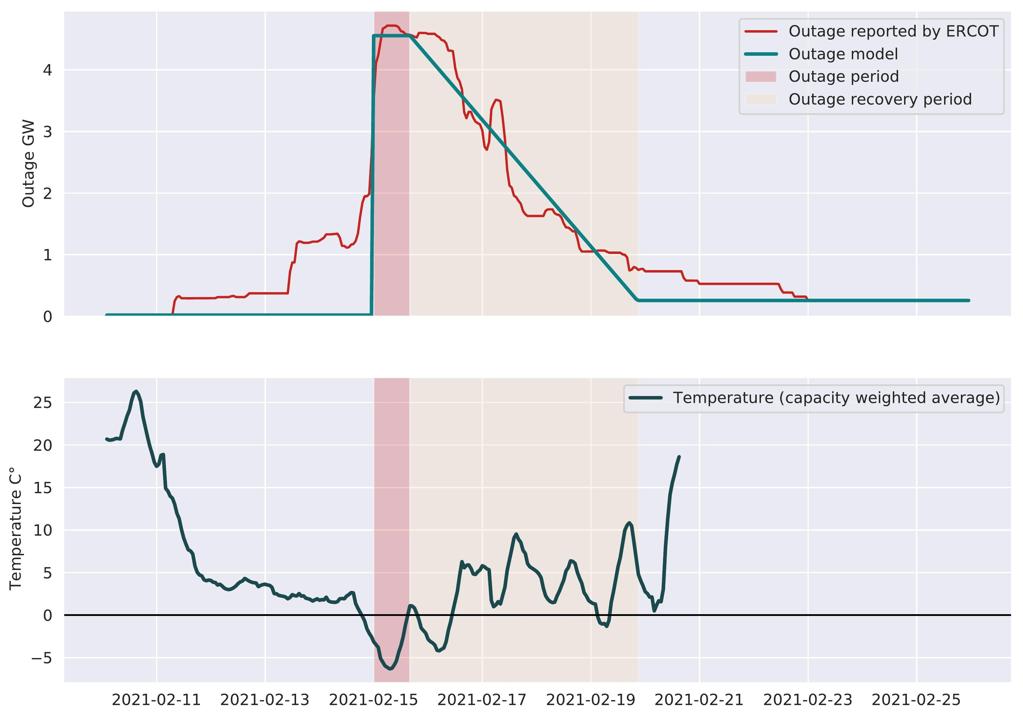 Outage GW
4
3
2
1
0
Outage reported by ERCOT
Outage model
Outage period
Outage recovery period
Temperature C°
25
20
15
10
5
0
−5
Temperature (capacity weighted average)
2021-02-11 2021-02-13 2021-02-15 2021-02-17 2021-02-19 2021-02-21 2021-02-23 2021-02-25